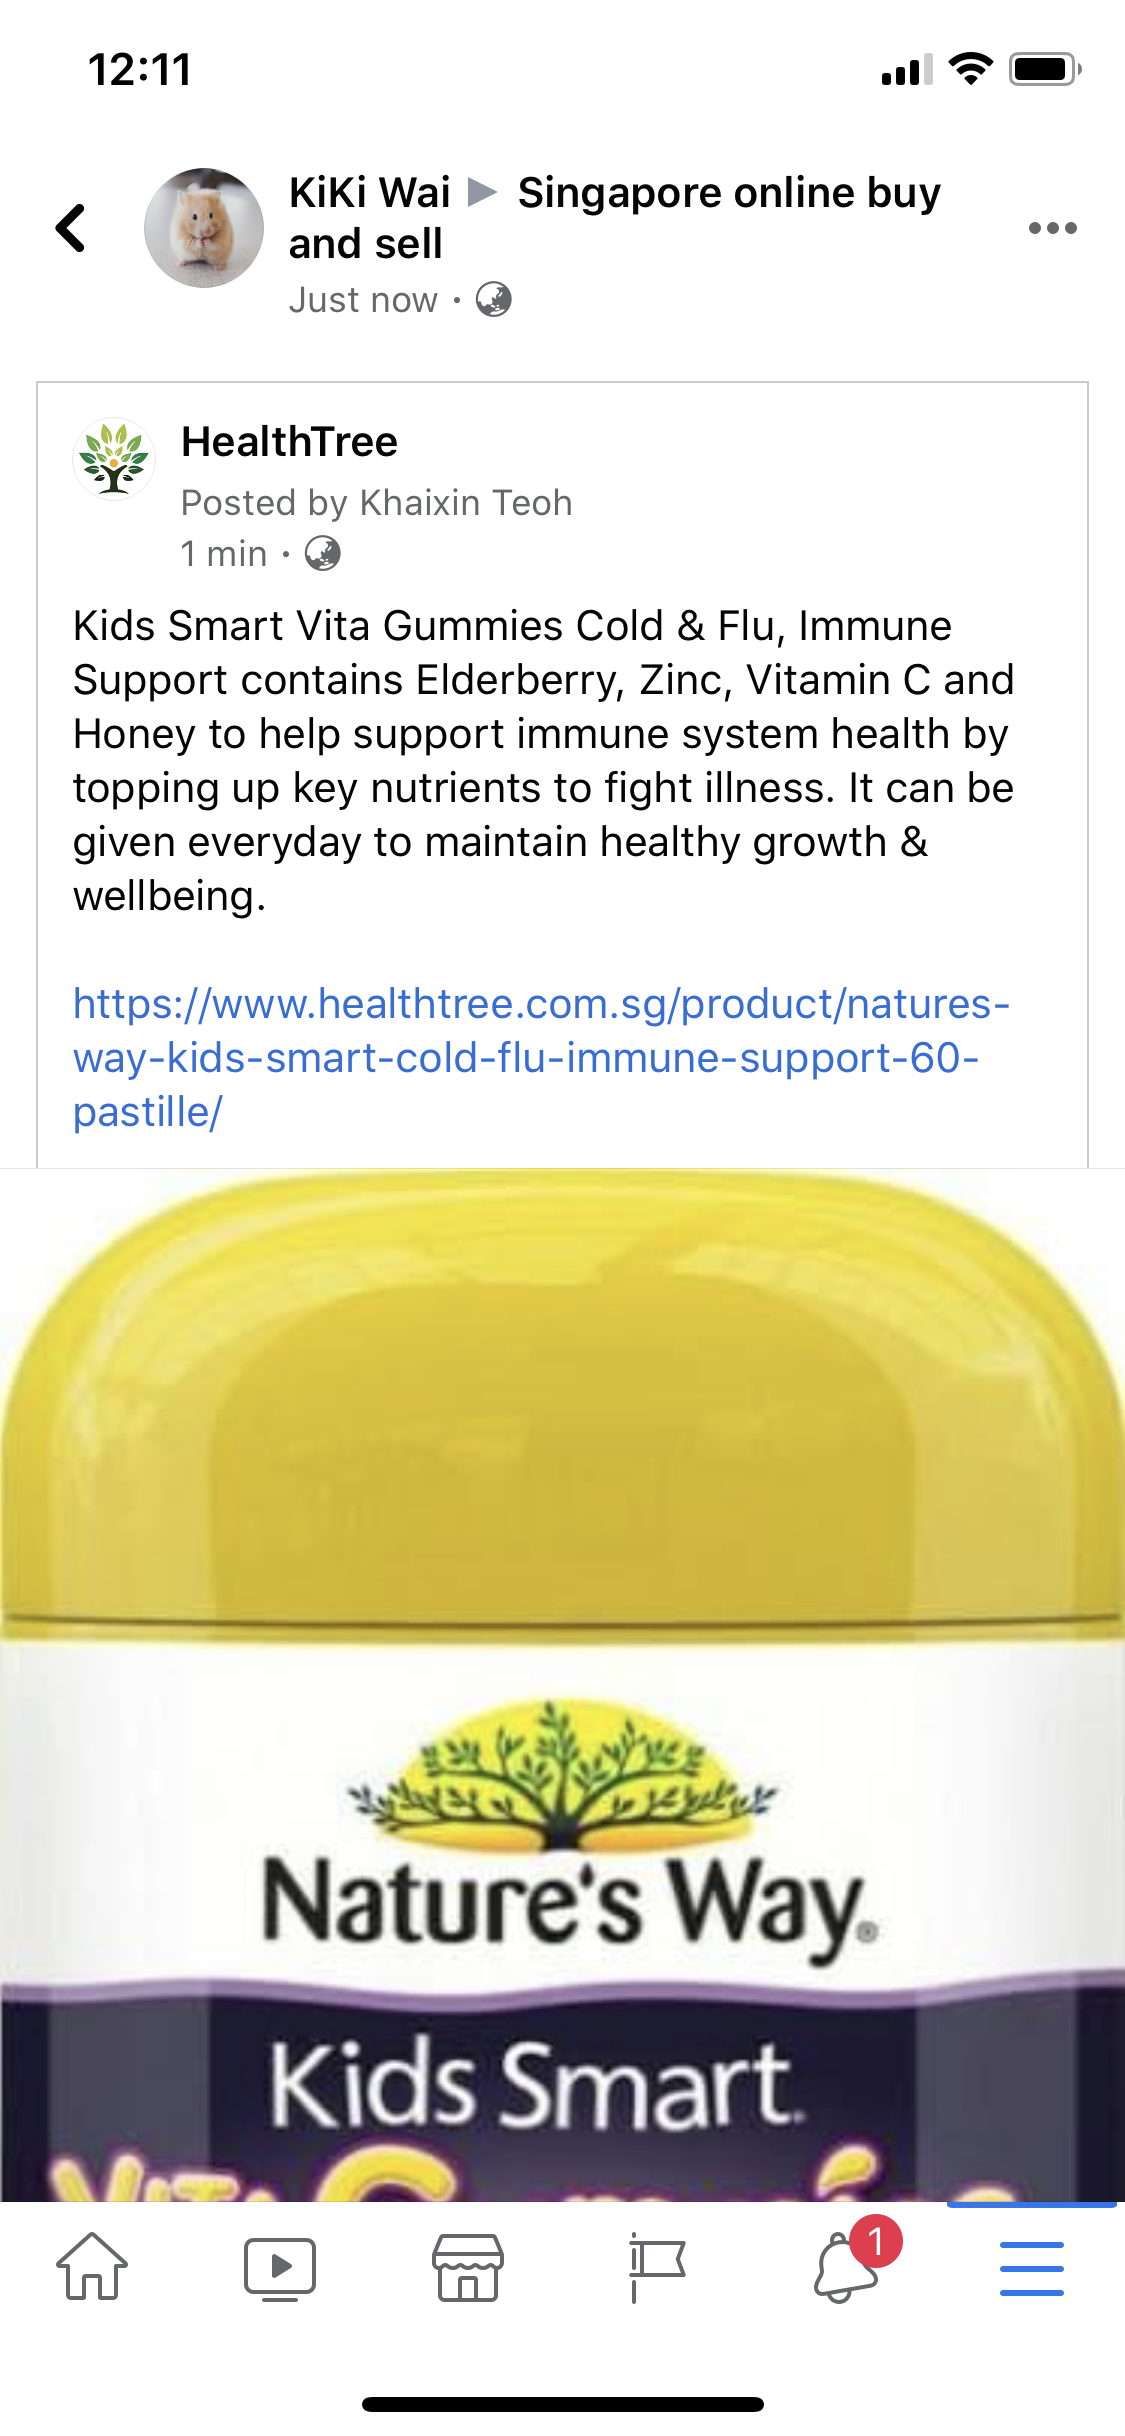 12:11
KiKi Wai ▶ Singapore online buy
and sell
Just now ·
HealthTree
Posted by Khaixin Teoh
1 min ·
Kids Smart Vita Gummies Cold & Flu, Immune
Support contains Elderberry, Zinc, Vitamin C and
Honey to help support immune system health by
topping up key nutrients to fight illness. It can be
given everyday to maintain healthy growth &
wellbeing.
https://www.healthtree.com.sg/product/natures-
way-kids-smart-cold-flu-immune-support-60-
pastille/
Nature's Way®
Kids Smart
1